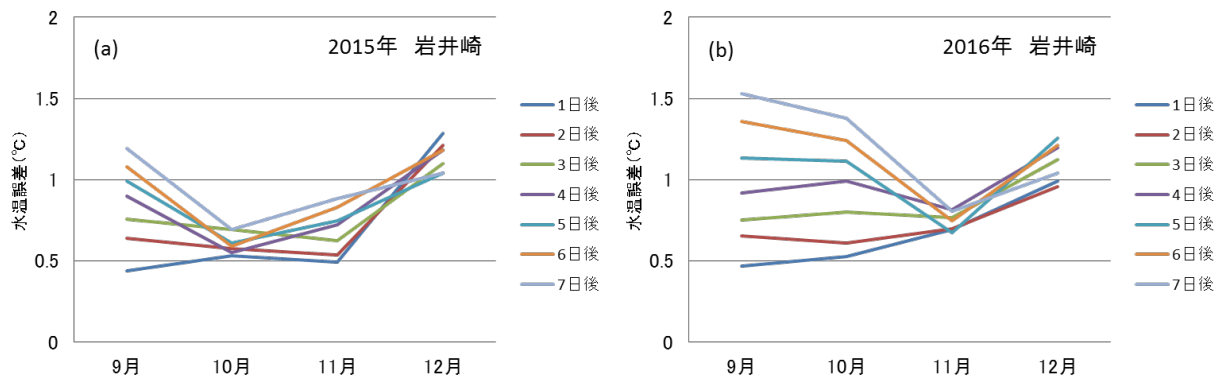 (a)
2015年 岩井崎
水温誤差(℃)
2
1.5
1
0.5
0
9月
10月
11月
12月
1日後
2日後
3日後
4日後
5日後
6日後
7日後
(b)
2016年 岩井崎
水温誤差(℃)
2
1.5
1
0.5
0
9月
10月
11月
12月
1日後
2日後
3日後
4日後
5日後
6日後
7日後